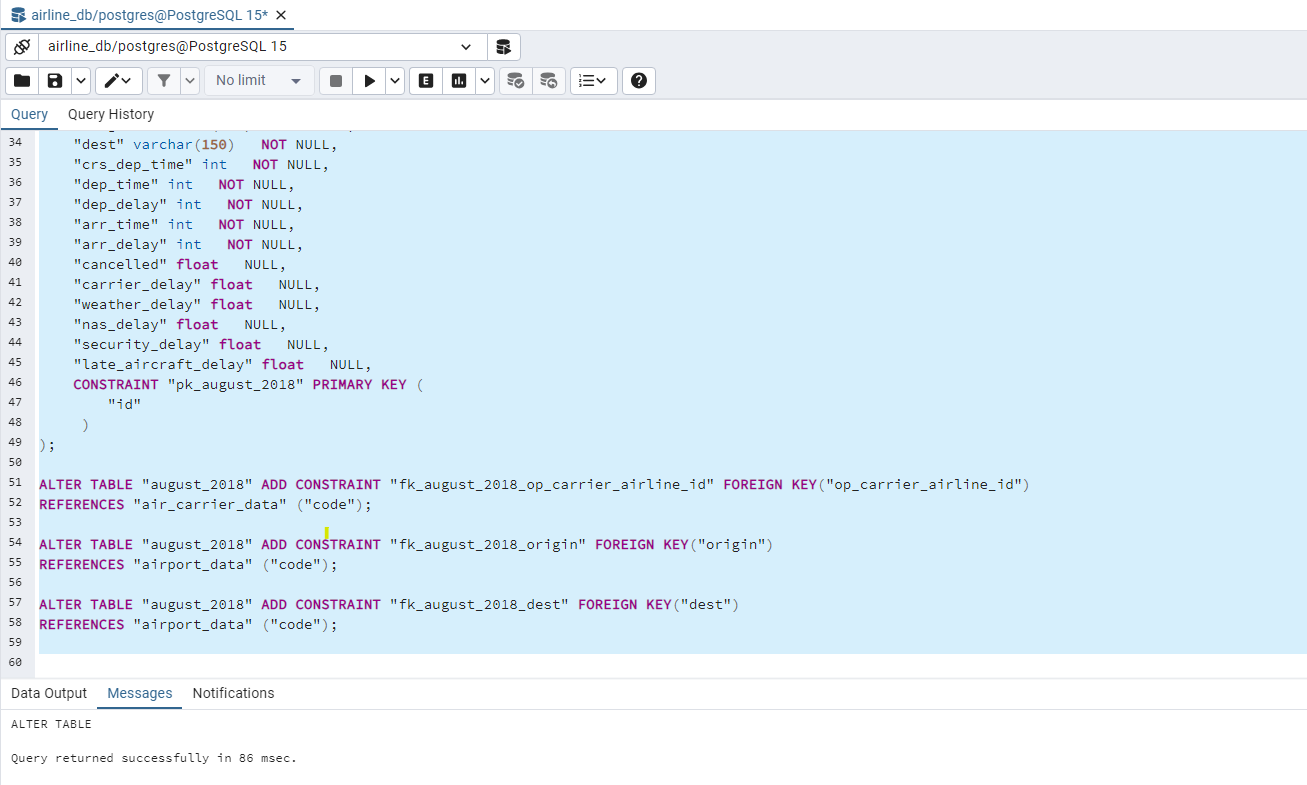 airline_db/postgres@PostgreSQL 15*
airline_db/postgres@PostgreSQL 15
No limit
E
Query Query History
34 "dest" varchar(150) NOT NULL,
35 "crs_dep_time" int NOT NULL,
36 "dep_time" int NOT NULL,
37 "dep_delay" int NOT NULL,
38 "arr_time" int NOT NULL,
39 "arr_delay" int NOT NULL,
40 "cancelled" float NULL,
41 "carrier_delay" float NULL,
42 "weather_delay" float NULL,
43 "nas_delay" float NULL,
44 "security_delay" float NULL,
45 "late_aircraft_delay" float NULL,
46 CONSTRAINT "pk_august_2018" PRIMARY KEY (
47 "id"
48 )
49 );
50
51 ALTER TABLE "august_2018" ADD CONSTRAINT "fk_august_2018_op_carrier_airline_id" FOREIGN KEY("op_carrier_airline_id")
52 REFERENCES "air_carrier_data" ("code");
53
54 ALTER TABLE "august_2018" ADD CONSTRAINT "fk_august_2018_origin" FOREIGN KEY("origin")
55 REFERENCES "airport_data" ("code");
56
57 ALTER TABLE "august_2018" ADD CONSTRAINT "fk_august_2018_dest" FOREIGN KEY("dest")
58 REFERENCES "airport_data" ("code");
59
60
Data Output Messages Notifications
ALTER TABLE
Query returned successfully in 86 msec.